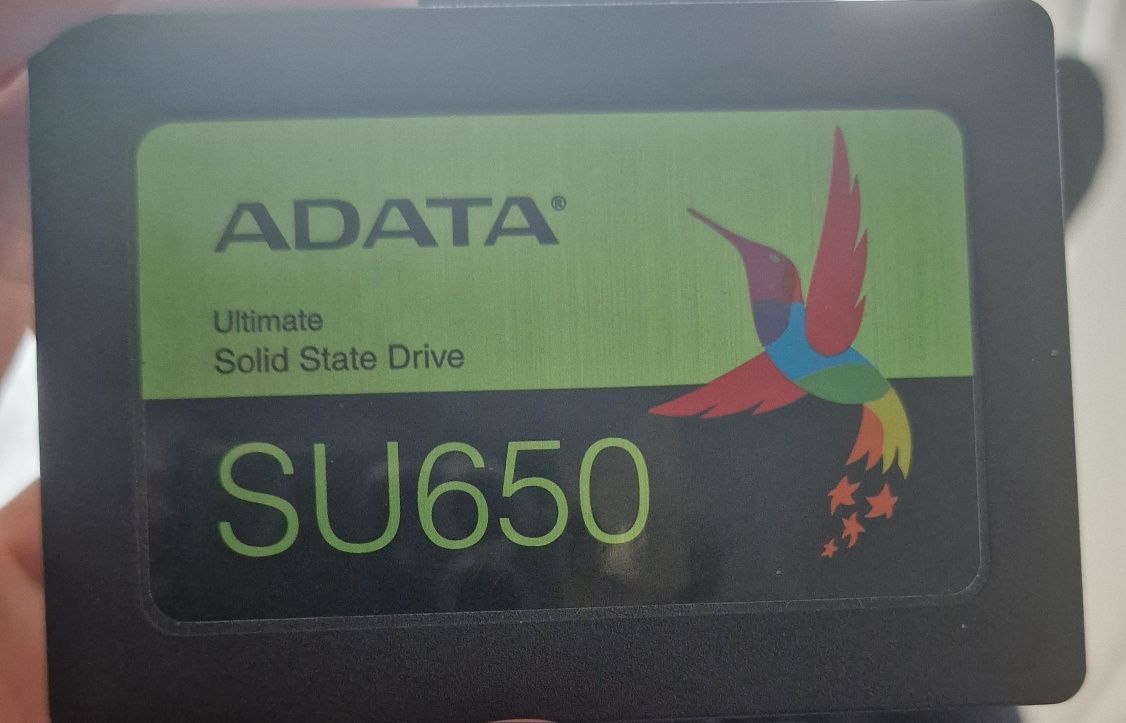 ADATA®
Ultimate
Solid State Drive
SU650